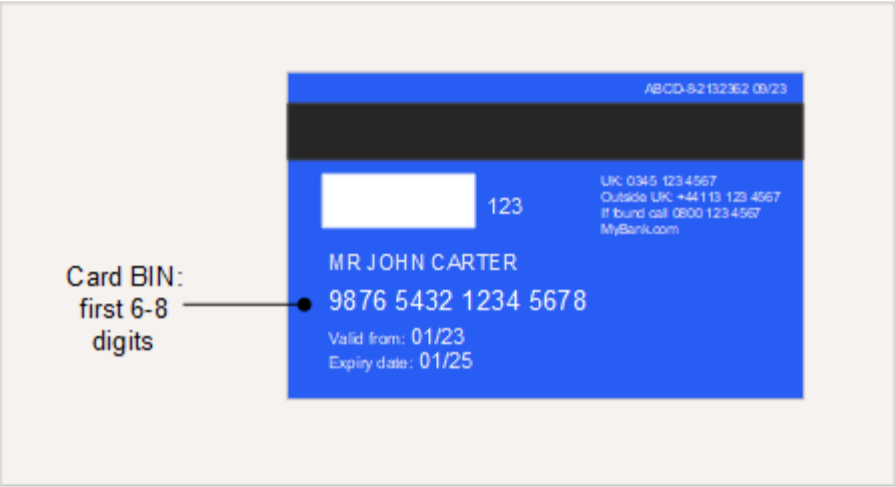 ABCD-8-2132362 09/23
UK: 0345 123 4567
Outside UK: +44113 123 4567
If found call 0800 123 4567
MyBank.com
123
MR JOHN CARTER
Card BIN:
first 6-8
digits
9876 5432 1234 5678
Valid from: 01/23
Expiry date: 01/25